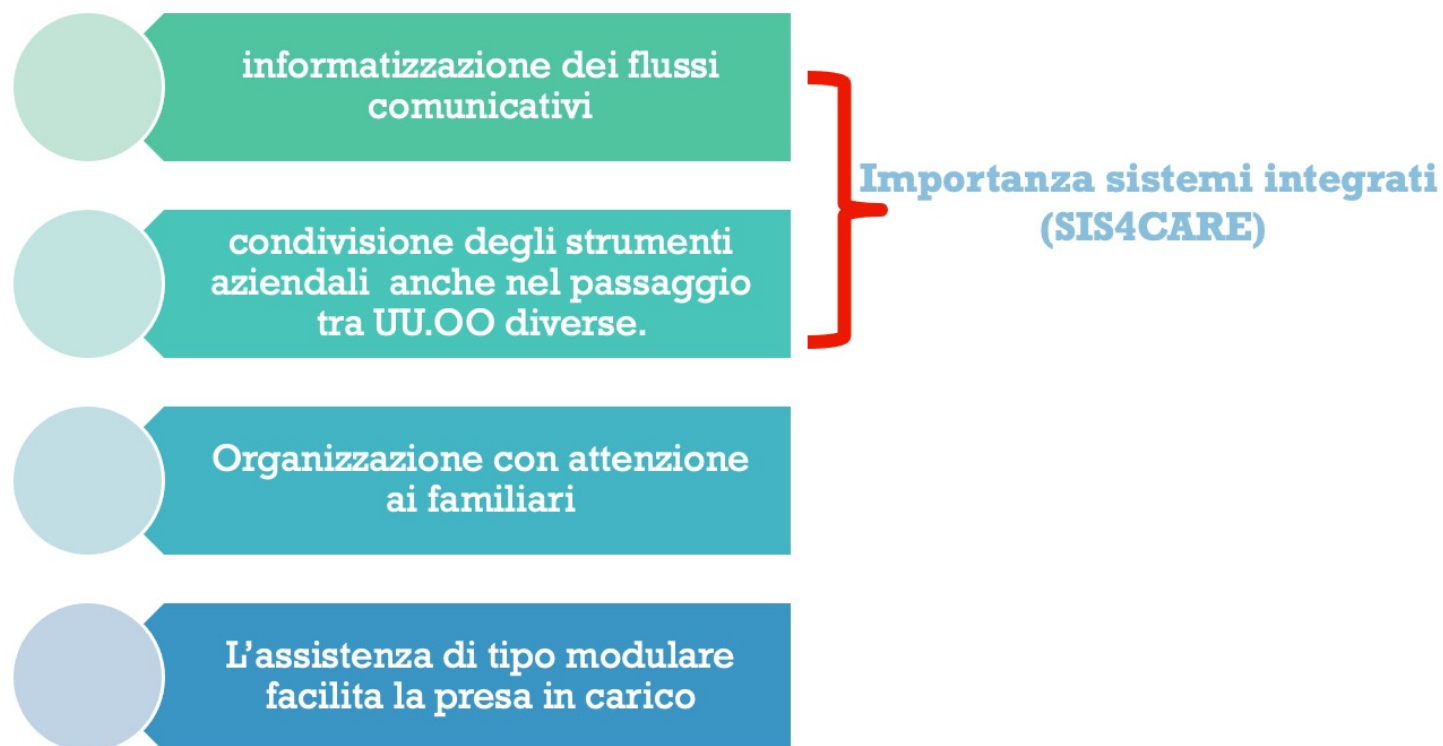 informatizzazione dei flussi
comunicativi
condivisione degli strumenti
aziendali anche nel passaggio
tra UU.OO diverse.
Importanza sistemi integrati
(SIS4CARE)
Organizzazione con attenzione
ai familiari
L'assistenza di tipo modulare
facilita la presa in carico